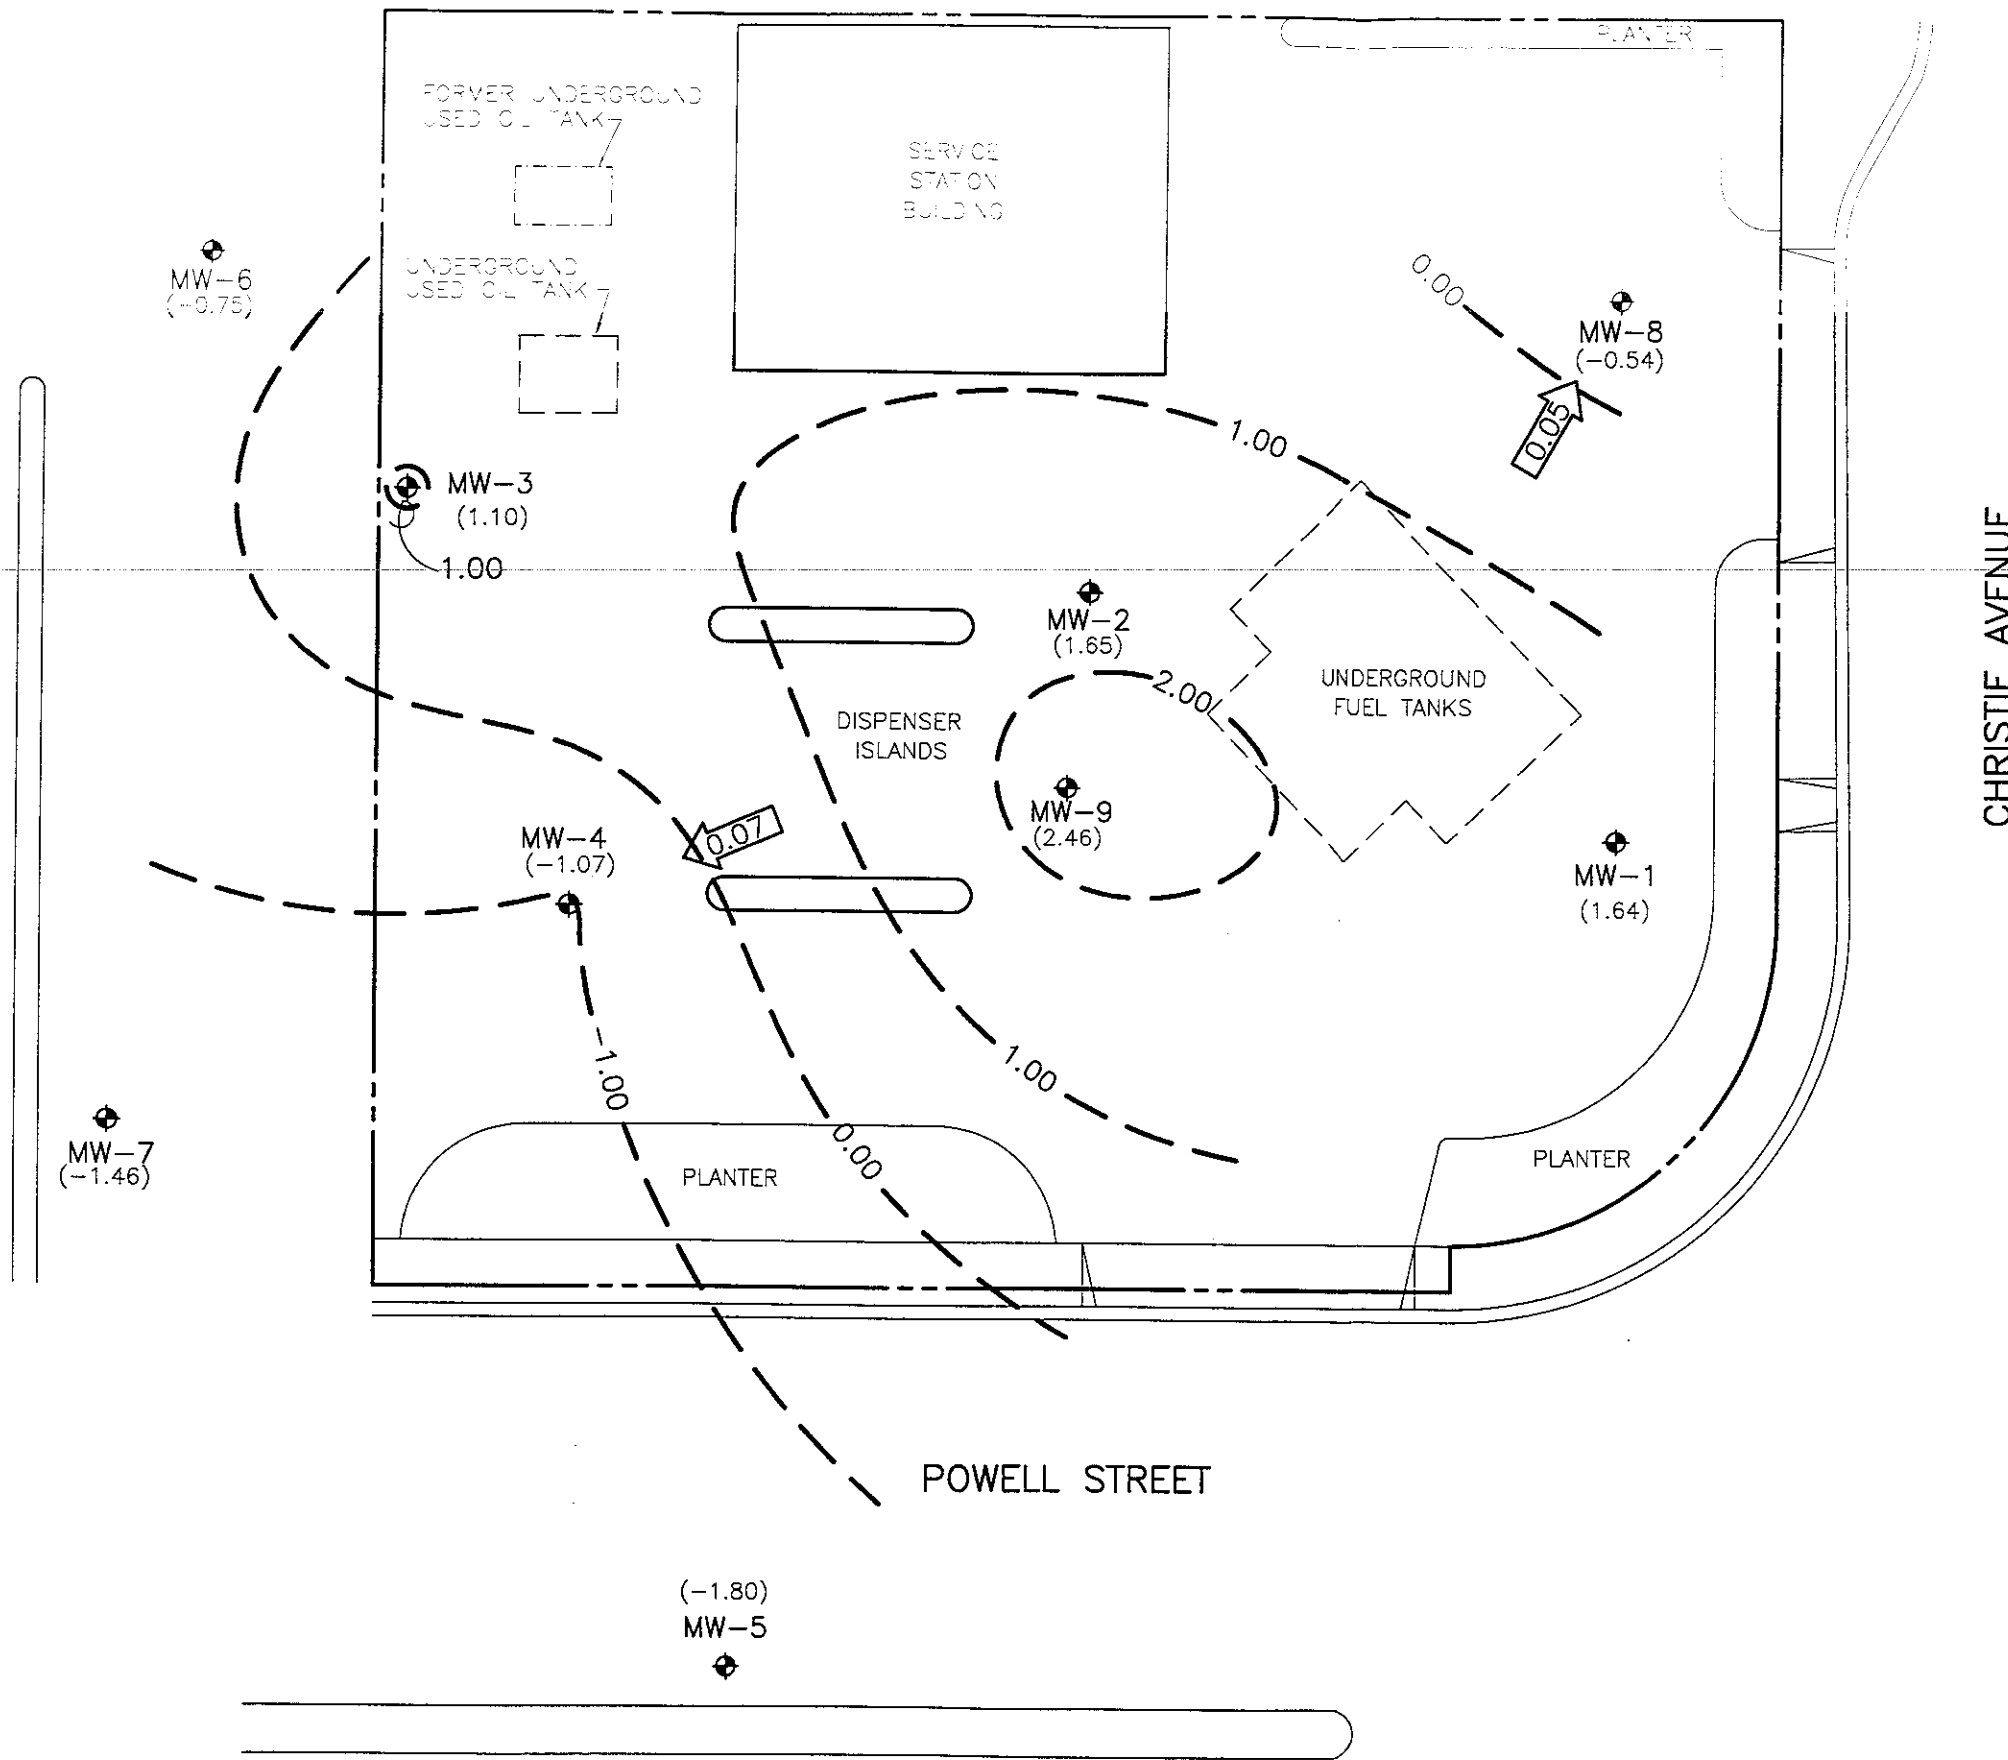 PLANTER
FORMER UNDERGROUND
USED OIL TANK
SERVICE
STATION
BUILDING
MW-6
(-0.75)
UNDERGROUND
USED OIL TANK
0.00
MW-8
(-0.54)
0.05
1.00
MW-3
(1.10)
1.00
CHRISTIE AVENUE
MW-2
(1.65)
2.00
UNDERGROUND
FUEL TANKS
DISPENSER
ISLANDS
MW-9
(2.46)
0.07
MW-4
(-1.07)
MW-1
(1.64)
-1.00
1.00
0.00
MW-7
(-1.46)
PLANTER
PLANTER
POWELL STREET
(-1.80)
MW-5